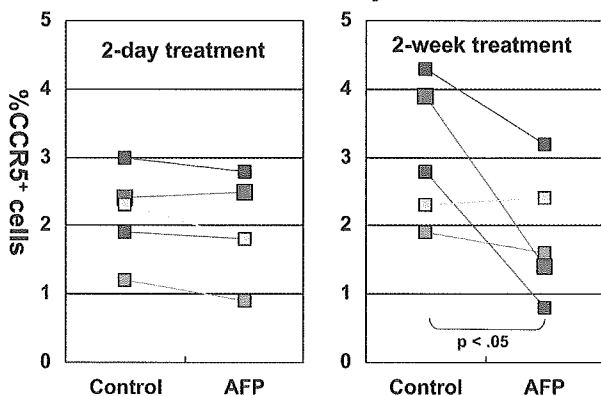 2-day treatment
2-week treatment
%CCR5⁺ cells
5
4
3
2
1
0
Control
AFP
5
4
3
2
1
0
p < .05
Control
AFP